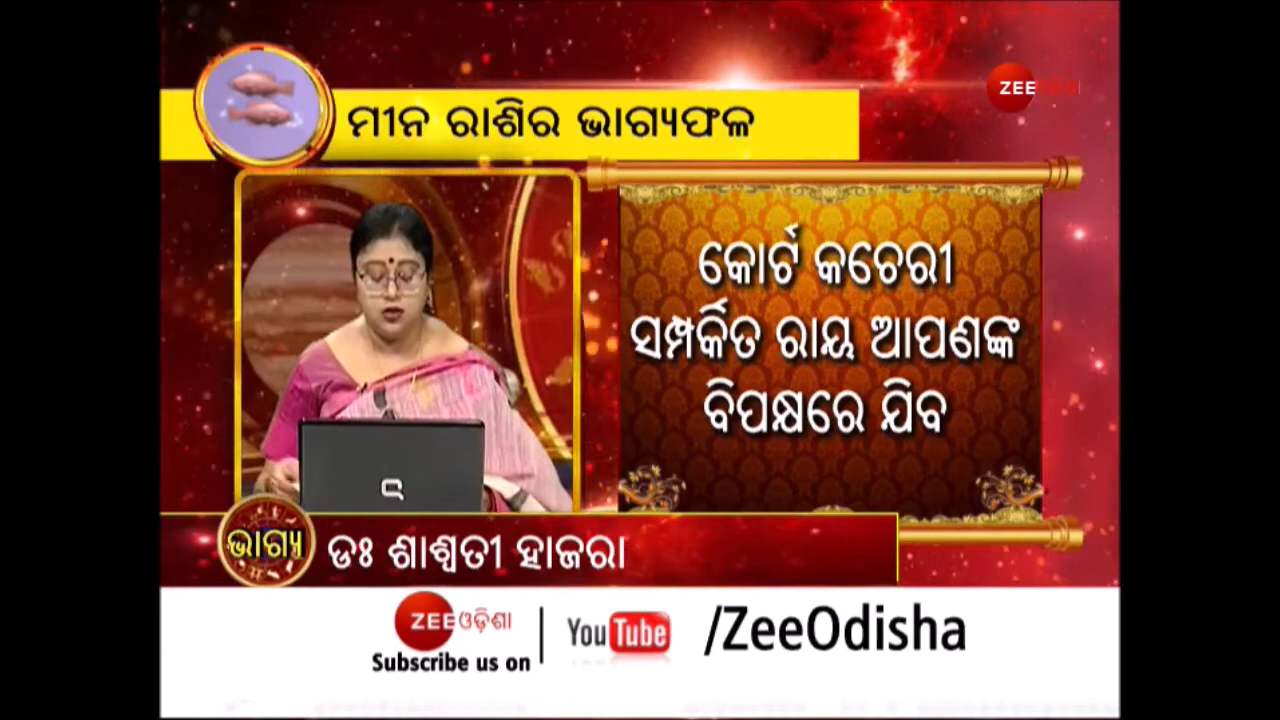 ମୀନ ରାଶିର ଭାଗ୍ୟଫଳ
ZEE
କୋର୍ଟ କଚେରୀ
ସମ୍ପର୍କିତ ରାୟ ଆପଣଙ୍କ
ବିପକ୍ଷରେ ଯିବ
ଭାଗ୍ୟ
ଡଃ ଶାଶ୍ୱତୀ ହାଜରା
ZEE ଓଡ଼ିଶା
Subscribe us on
YouTube
/ZeeOdisha